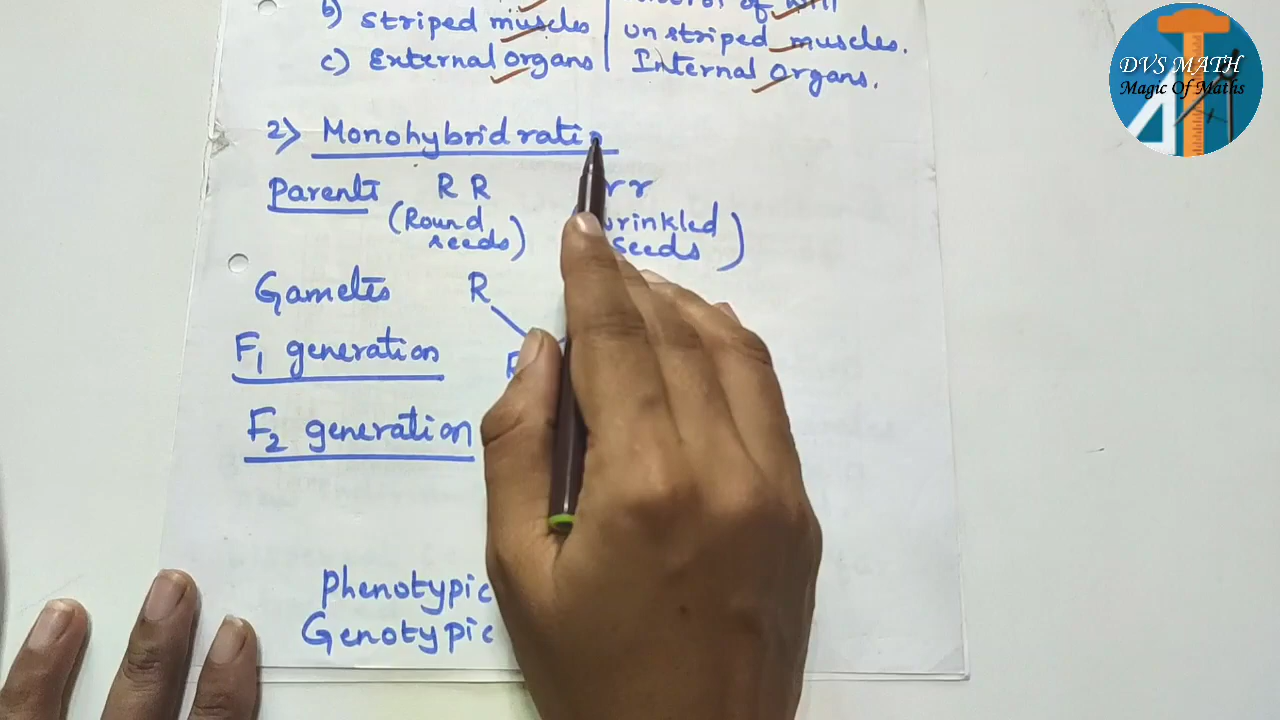 b) Striped muscles unstriped muscles.
c) External organs Internal organs.
2) Monohybrid ratio
Parents RR rr
(Round seeds) wrinkled seeds)
Gametes R
F1 generation R
F2 generation
Phenotypic
Genotypic
DVS MATH
Magic Of Maths